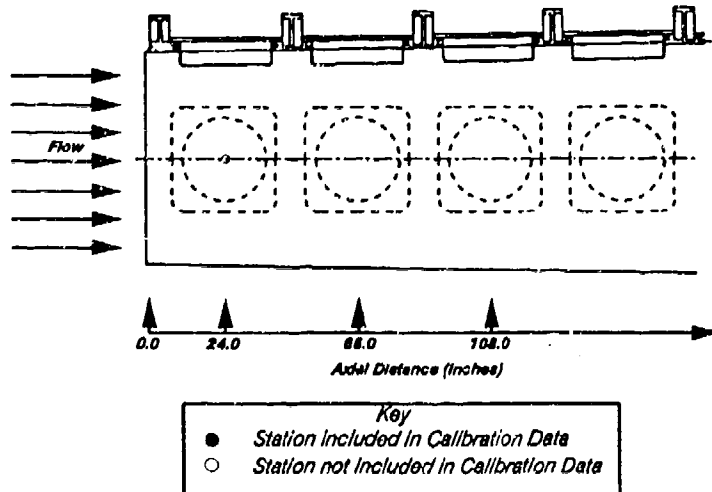 Flow
0.0 24.0 66.0 108.0
Axial Distance (Inches)
Key
Station Included In Calibration Data
Station not Included in Calibration Data